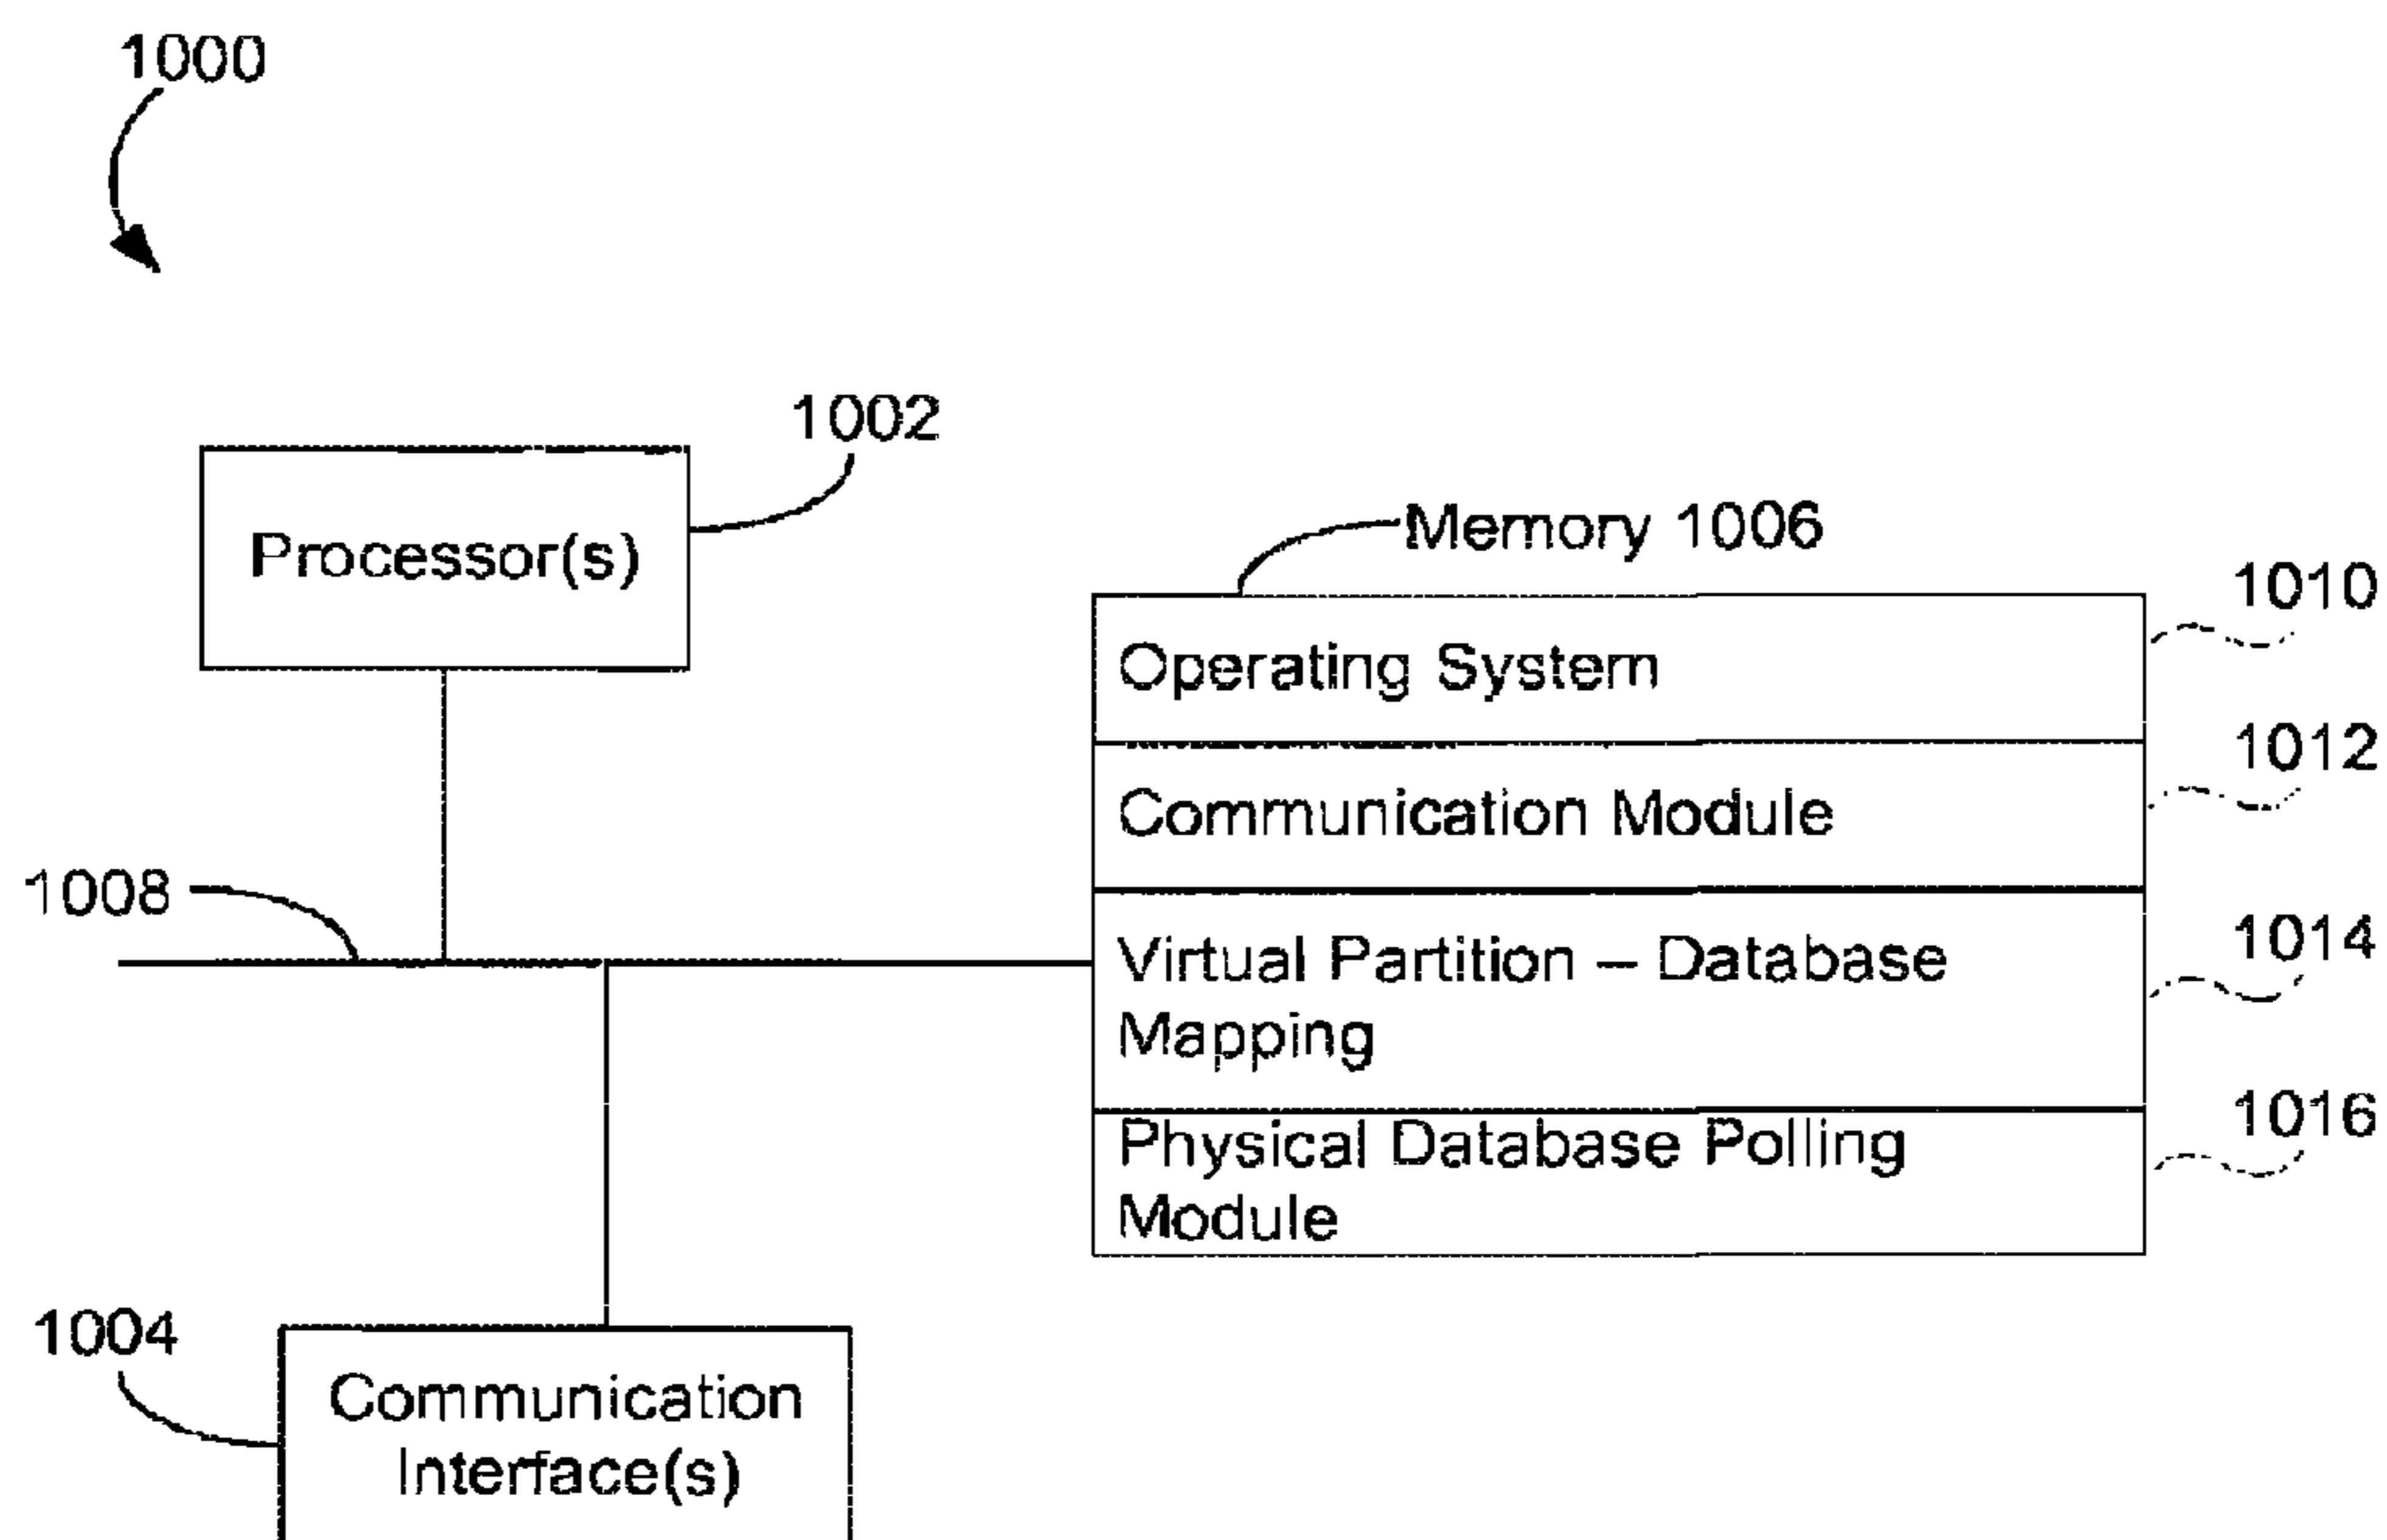 1000
1002
Processor(s)
Memory 1006
1010
Operating System
1012
Communication Module
1008
1014
Virtual Partition – Database
Mapping
1016
Physical Database Polling
Module
1004
Communication
Interface(s)